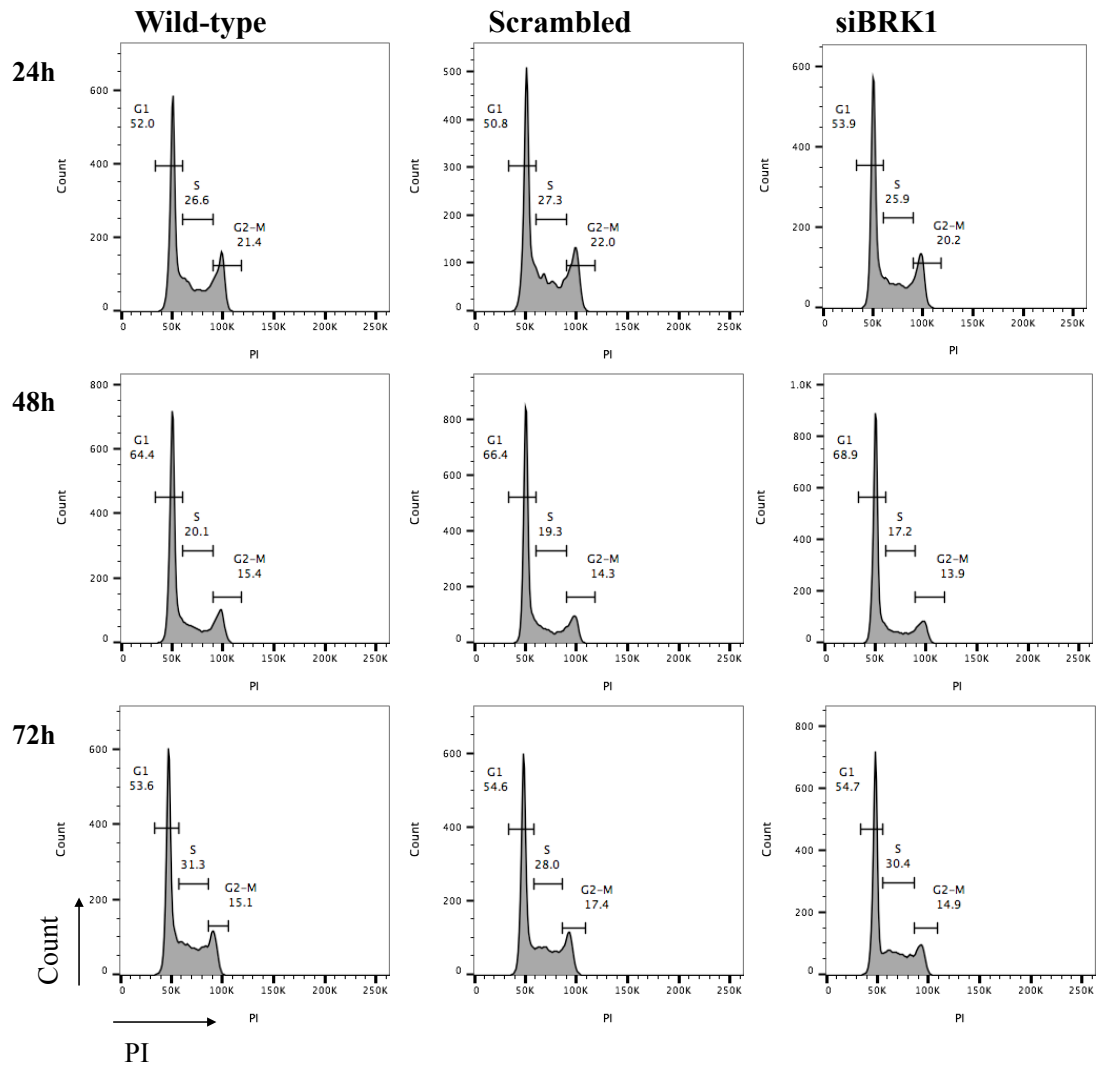 Wild-type Scrambled siBRK1
24h
600
400
200
0
Count
G1
52.0
S
26.6
G2-M
21.4
0 50K 100K 150K 200K 250K
PI
500
400
300
200
100
0
Count
G1
50.8
S
27.3
G2-M
22.0
0 50K 100K 150K 200K 250K
PI
600
400
200
0
Count
G1
53.9
S
25.9
G2-M
20.2
0 50K 100K 150K 200K 250K
PI
48h
800
600
400
200
0
Count
G1
64.4
S
20.1
G2-M
15.4
0 50K 100K 150K 200K 250K
PI
800
600
400
200
0
Count
G1
66.4
S
19.3
G2-M
14.3
0 50K 100K 150K 200K 250K
PI
1.0K
800
600
400
200
0
Count
G1
68.9
S
17.2
G2-M
13.9
0 50K 100K 150K 200K 250K
PI
72h
600
400
200
0
Count
G1
53.6
S
31.3
G2-M
15.1
0 50K 100K 150K 200K 250K
PI
600
400
200
0
Count
G1
54.6
S
28.0
G2-M
17.4
0 50K 100K 150K 200K 250K
PI
800
600
400
200
0
Count
G1
54.7
S
30.4
G2-M
14.9
0 50K 100K 150K 200K 250K
PI
Count
PI